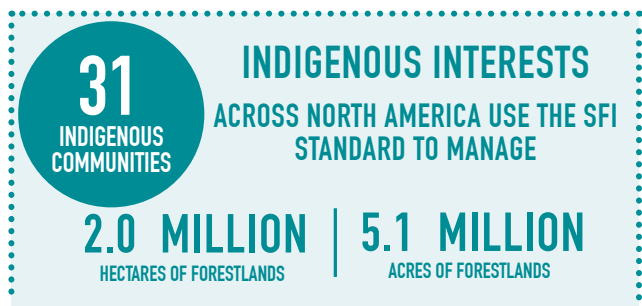 31
INDIGENOUS
COMMUNITIES
INDIGENOUS INTERESTS
ACROSS NORTH AMERICA USE THE SFI
STANDARD TO MANAGE
2.0 MILLION
HECTARES OF FORESTLANDS
5.1 MILLION
ACRES OF FORESTLANDS